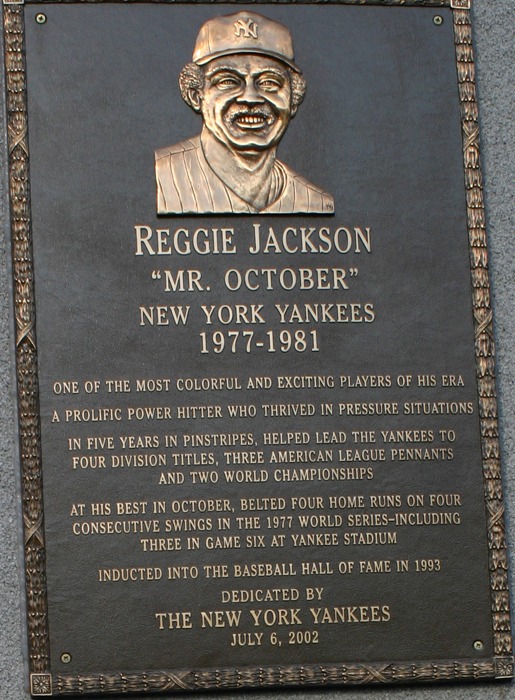 NY
REGGIE JACKSON
"MR. OCTOBER"
NEW YORK YANKEES
1977-1981
ONE OF THE MOST COLORFUL AND EXCITING PLAYERS OF HIS ERA
A PROLIFIC POWER HITTER WHO THRIVED IN PRESSURE SITUATIONS
IN FIVE YEARS IN PINSTRIPES, HELPED LEAD THE YANKEES TO
FOUR DIVISION TITLES, THREE AMERICAN LEAGUE PENNANTS
AND TWO WORLD CHAMPIONSHIPS
AT HIS BEST IN OCTOBER, BELTED FOUR HOME RUNS ON FOUR
CONSECUTIVE SWINGS IN THE 1977 WORLD SERIES–INCLUDING
THREE IN GAME SIX AT YANKEE STADIUM
INDUCTED INTO THE BASEBALL HALL OF FAME IN 1993
DEDICATED BY
THE NEW YORK YANKEES
JULY 6, 2002